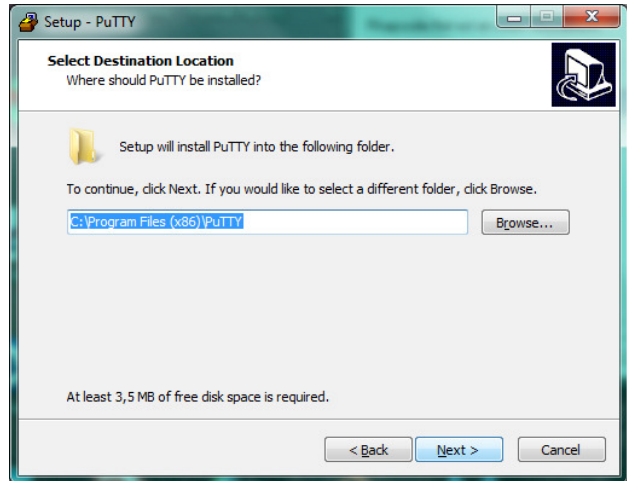 Setup - PuTTY
Select Destination Location
Where should PuTTY be installed?
Setup will install PuTTY into the following folder.
To continue, click Next. If you would like to select a different folder, click Browse.
C:\Program Files (x86)\PuTTY
Browse...
At least 3,5 MB of free disk space is required.
< Back
Next >
Cancel